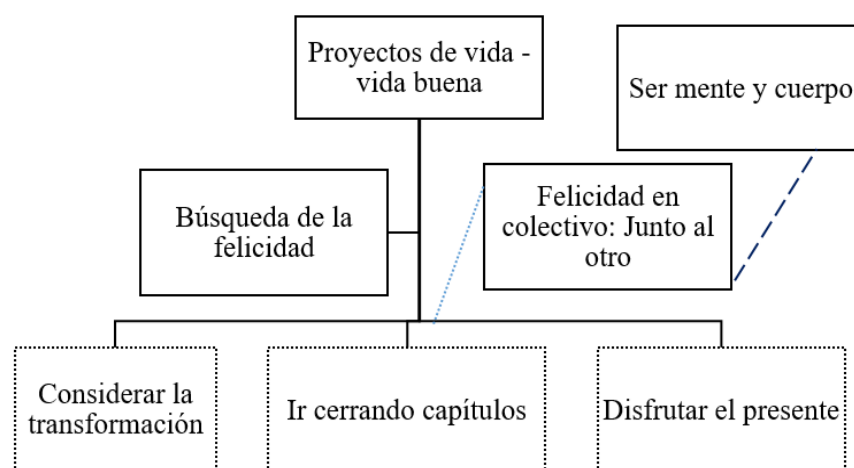 Proyectos de vida -
vida buena
Ser mente y cuerpo
Búsqueda de la
felicidad
Felicidad en
colectivo: Junto al
otro
Considerar la
transformación
Ir cerrando capítulos
Disfrutar el presente